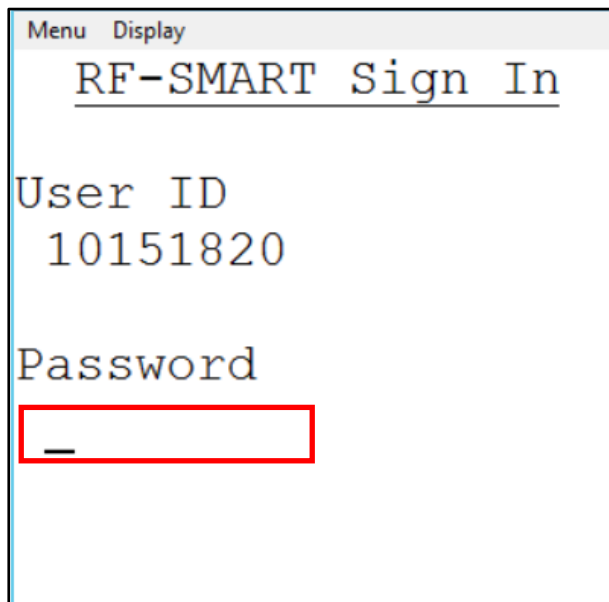 Menu Display
RF-SMART Sign In
User ID
10151820
Password
_